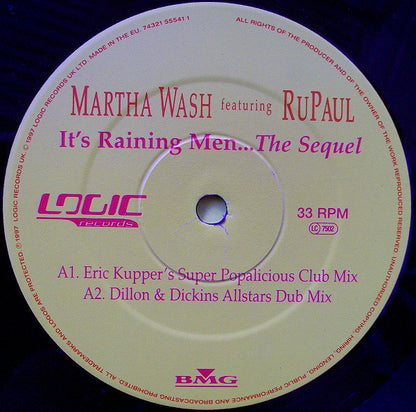 MADE IN THE EU. 74321 55541 1
ALL RIGHTS OF THE PRODUCER AND OF THE OWNER OF THE WORK REPRODUCED RESERVED. UNAUTHORIZED COPYING, HIRING, LENDING, PUBLIC PERFORMANCE AND BROADCASTING PROHIBITED. ALL TRADEMARKS AND LOGOS ARE PROTECTED. ℗ 1997 LOGIC RECORDS UK. © 1997 LOGIC RECORDS UK LTD.
MARTHA WASH featuring RUPAUL
It's Raining Men...The Sequel
LOGIC
records
33 RPM
LC 7502
A1. Eric Kupper's Super Popalicious Club Mix
A2. Dillon & Dickins Allstars Dub Mix
BMG